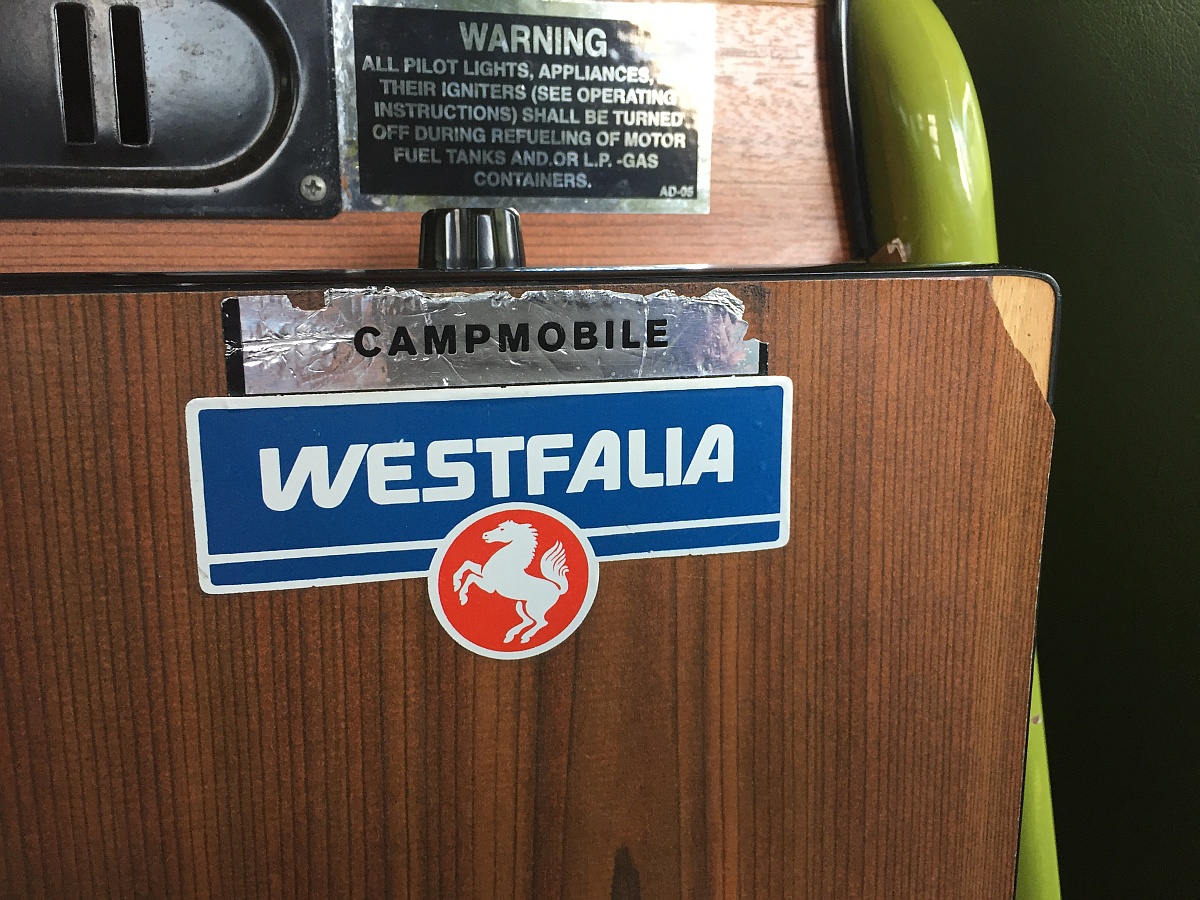 WARNING
ALL PILOT LIGHTS, APPLIANCES,
THEIR IGNITERS (SEE OPERATING
INSTRUCTIONS) SHALL BE TURNED
OFF DURING REFUELING OF MOTOR
FUEL TANKS AND.OR L.P. -GAS
CONTAINERS.
AD-05
CAMPMOBILE
WESTFALIA